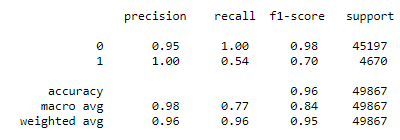 precision recall f1-score support
0 0.95 1.00 0.98 45197
1 1.00 0.54 0.70 4670
accuracy 0.96 49867
macro avg 0.98 0.77 0.84 49867
weighted avg 0.96 0.96 0.95 49867